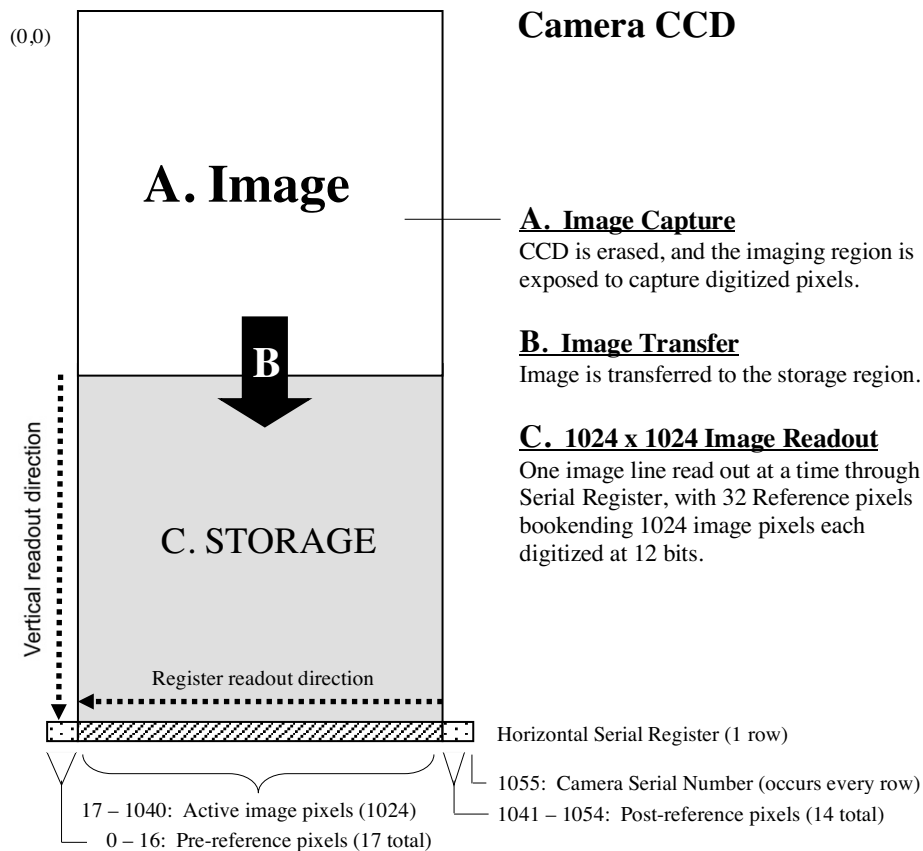 Camera CCD
(0,0)
A. Image
A. Image Capture
CCD is erased, and the imaging region is
exposed to capture digitized pixels.
B
B. Image Transfer
Image is transferred to the storage region.
C. 1024 x 1024 Image Readout
One image line read out at a time through
Serial Register, with 32 Reference pixels
bookending 1024 image pixels each
digitized at 12 bits.
Vertical readout direction
C. STORAGE
Register readout direction
Horizontal Serial Register (1 row)
1055: Camera Serial Number (occurs every row)
17 – 1040: Active image pixels (1024)
1041 – 1054: Post-reference pixels (14 total)
0 – 16: Pre-reference pixels (17 total)